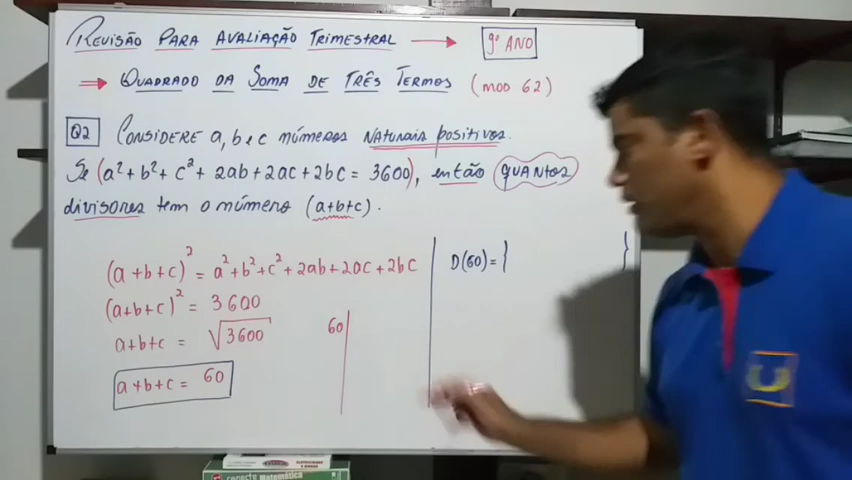 REVISÃO PARA AVALIAÇÃO TRIMESTRAL → 9º ANO
⇒ QUADRADO DA SOMA DE TRÊS TERMOS (MOD 62)
Q2 CONSIDERE a, b e c números NATURAIS positivos.
Se (a² + b² + c² + 2ab + 2ac + 2bc = 3600), então QUANTOS
divisores tem o número (a+b+c).
(a + b + c)² = a² + b² + c² + 2ab + 2ac + 2bc
(a + b + c)² = 3600
a + b + c = √3600
a + b + c = 60
60
D(60) = { }
Matemática